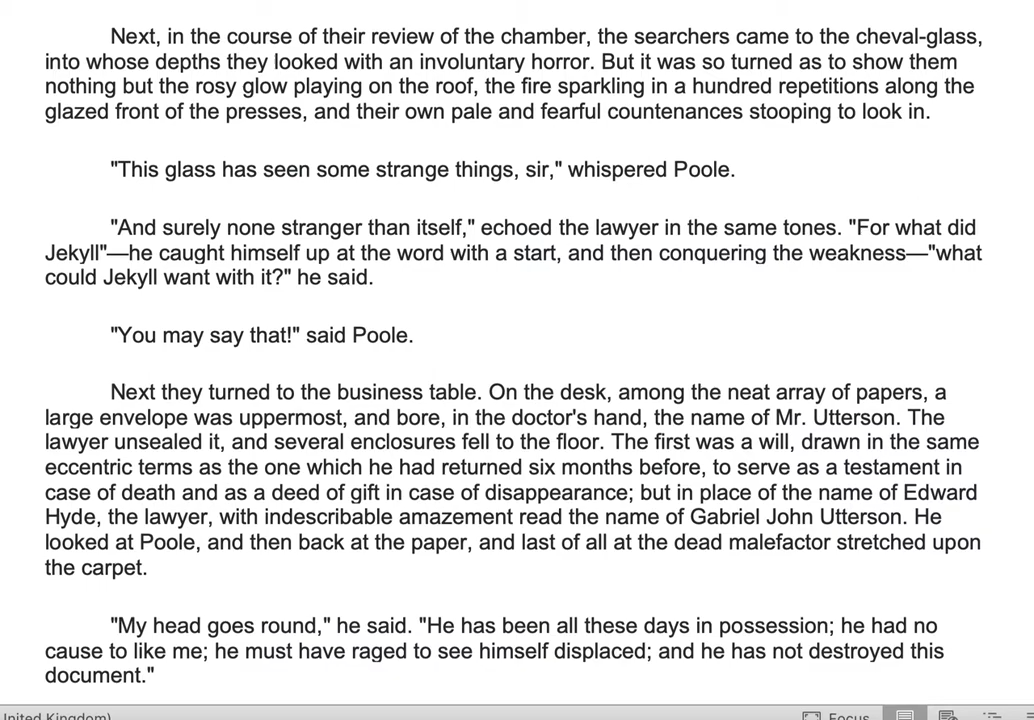 Next, in the course of their review of the chamber, the searchers came to the cheval-glass,
into whose depths they looked with an involuntary horror. But it was so turned as to show them
nothing but the rosy glow playing on the roof, the fire sparkling in a hundred repetitions along the
glazed front of the presses, and their own pale and fearful countenances stooping to look in.
"This glass has seen some strange things, sir," whispered Poole.
"And surely none stranger than itself," echoed the lawyer in the same tones. "For what did
Jekyll"—he caught himself up at the word with a start, and then conquering the weakness—"what
could Jekyll want with it?" he said.
"You may say that!" said Poole.
Next they turned to the business table. On the desk, among the neat array of papers, a
large envelope was uppermost, and bore, in the doctor's hand, the name of Mr. Utterson. The
lawyer unsealed it, and several enclosures fell to the floor. The first was a will, drawn in the same
eccentric terms as the one which he had returned six months before, to serve as a testament in
case of death and as a deed of gift in case of disappearance; but in place of the name of Edward
Hyde, the lawyer, with indescribable amazement read the name of Gabriel John Utterson. He
looked at Poole, and then back at the paper, and last of all at the dead malefactor stretched upon
the carpet.
"My head goes round," he said. "He has been all these days in possession; he had no
cause to like me; he must have raged to see himself displaced; and he has not destroyed this
document."
United Kingdom) Focus